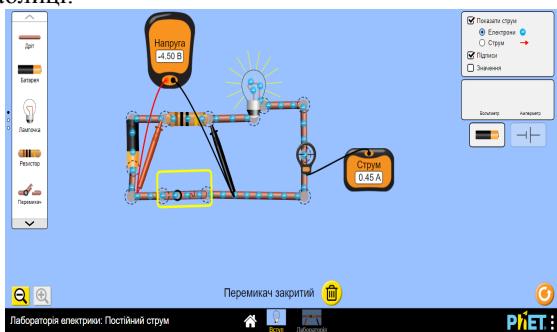 таблиці.
Напруга
-4.50 В
Дріт
Батарея
Лампочка
Резистор
Перемикач
Струм
0.45 А
Показати струм
Електрони
Струм
Підписи
Значення
Вольтметр Амперметр
Перемикач закритий
Лабораторія електрики: Постійний струм
Вступ
Лабораторія
PhET